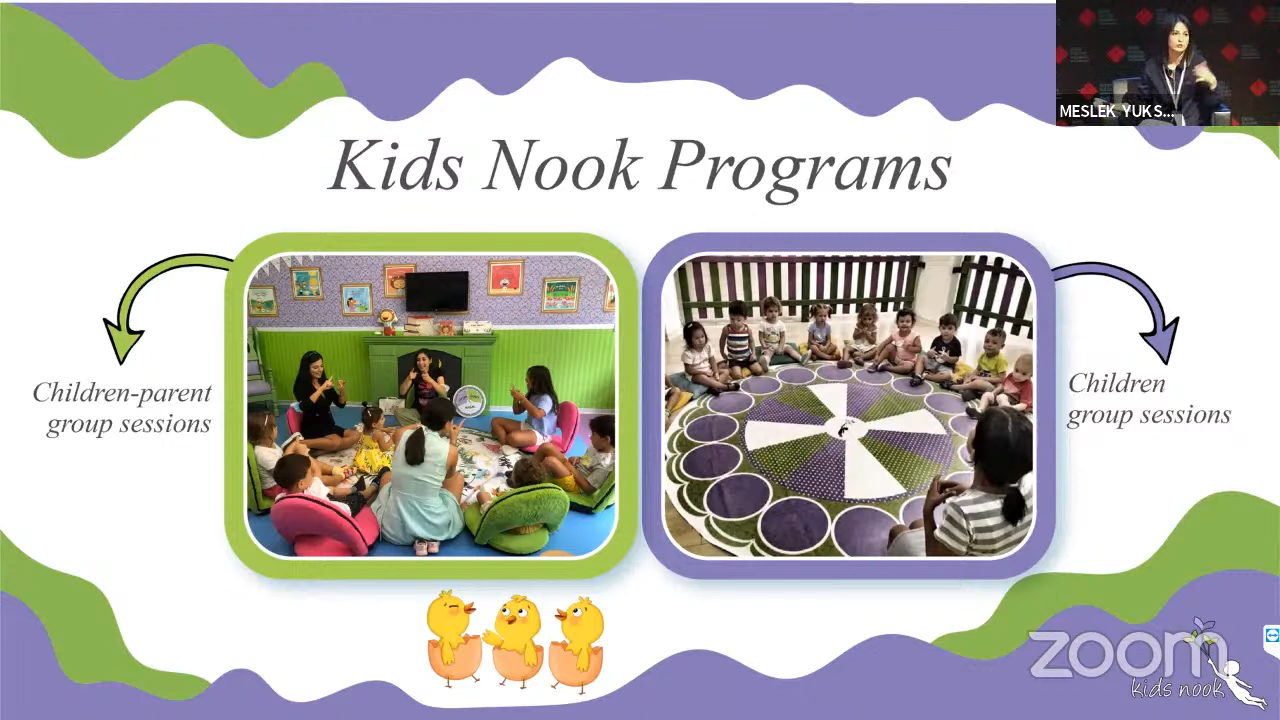 MESLEK YUKS...
Kids Nook Programs
Children-parent
group sessions
Children
group sessions
zoom
kids nook